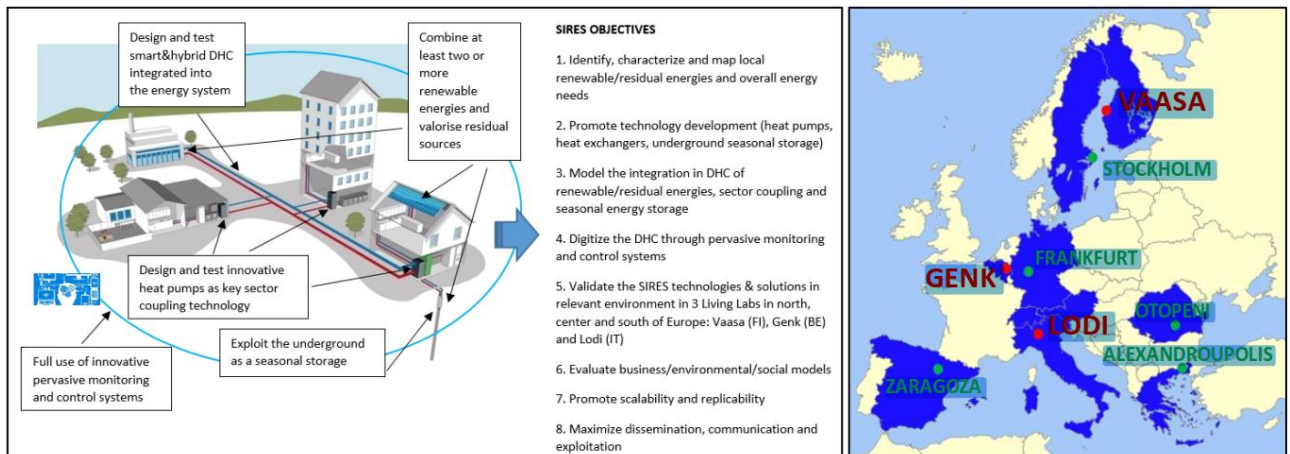 Design and test
smart&hybrid DHC
integrated into
the energy system
Combine at
least two or
more
renewable
energies and
valorise residual
sources
Design and test innovative
heat pumps as key sector
coupling technology
Exploit the underground
as a seasonal storage
Full use of innovative
pervasive monitoring
and control systems
SIRES OBJECTIVES
1. Identify, characterize and map local
renewable/residual energies and overall energy
needs
2. Promote technology development (heat pumps,
heat exchangers, underground seasonal storage)
3. Model the integration in DHC of
renewable/residual energies, sector coupling and
seasonal energy storage
4. Digitize the DHC through pervasive monitoring
and control systems
5. Validate the SIRES technologies & solutions in
relevant environment in 3 Living Labs in north,
center and south of Europe: Vaasa (FI), Genk (BE)
and Lodi (IT)
6. Evaluate business/environmental/social models
7. Promote scalability and replicability
8. Maximize dissemination, communication and
exploitation
VAASA
STOCKHOLM
FRANKFURT
GENK
OTOPENI
LODI
ALEXANDROUPOLIS
ZARAGOZA